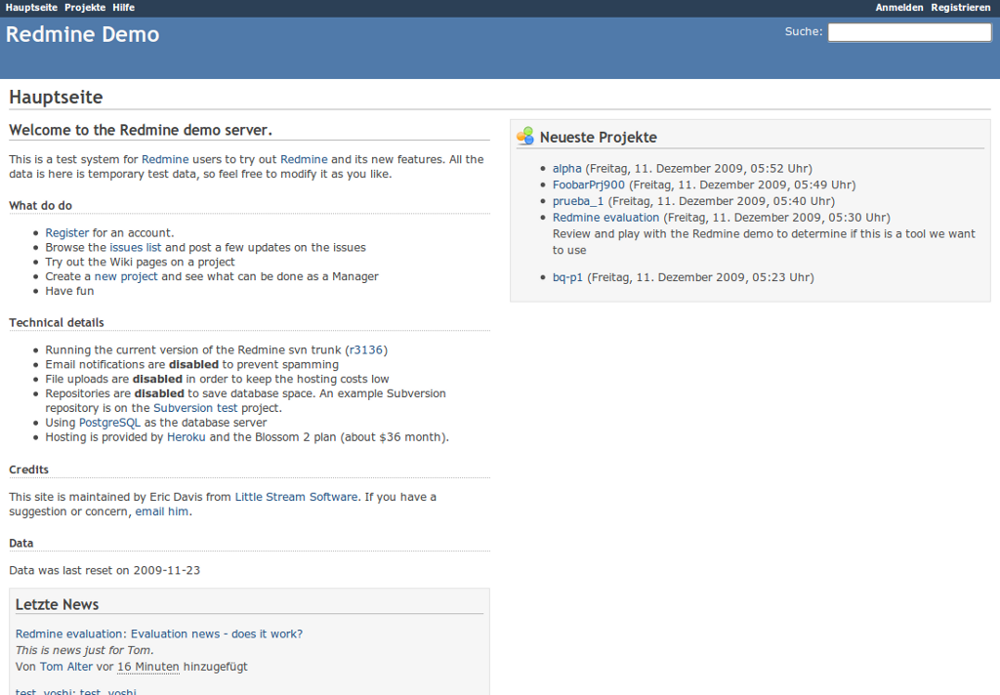 Hauptseite Projekte Hilfe Anmelden Registrieren
Redmine Demo
Suche:
Hauptseite
Welcome to the Redmine demo server.
This is a test system for Redmine users to try out Redmine and its new features. All the
data is here is temporary test data, so feel free to modify it as you like.
What do do
Register for an account.
Browse the issues list and post a few updates on the issues
Try out the Wiki pages on a project
Create a new project and see what can be done as a Manager
Have fun
Technical details
Running the current version of the Redmine svn trunk (r3136)
Email notifications are disabled to prevent spamming
File uploads are disabled in order to keep the hosting costs low
Repositories are disabled to save database space. An example Subversion
repository is on the Subversion test project.
Using PostgreSQL as the database server
Hosting is provided by Heroku and the Blossom 2 plan (about $36 month).
Credits
This site is maintained by Eric Davis from Little Stream Software. If you have a
suggestion or concern, email him.
Data
Data was last reset on 2009-11-23
Letzte News
Redmine evaluation: Evaluation news - does it work?
This is news just for Tom.
Von Tom Alter vor 16 Minuten hinzugefügt
test_yoshi: test_yoshi
Neueste Projekte
alpha (Freitag, 11. Dezember 2009, 05:52 Uhr)
FoobarPrj900 (Freitag, 11. Dezember 2009, 05:49 Uhr)
prueba_1 (Freitag, 11. Dezember 2009, 05:40 Uhr)
Redmine evaluation (Freitag, 11. Dezember 2009, 05:30 Uhr)
Review and play with the Redmine demo to determine if this is a tool we want
to use
bq-p1 (Freitag, 11. Dezember 2009, 05:23 Uhr)